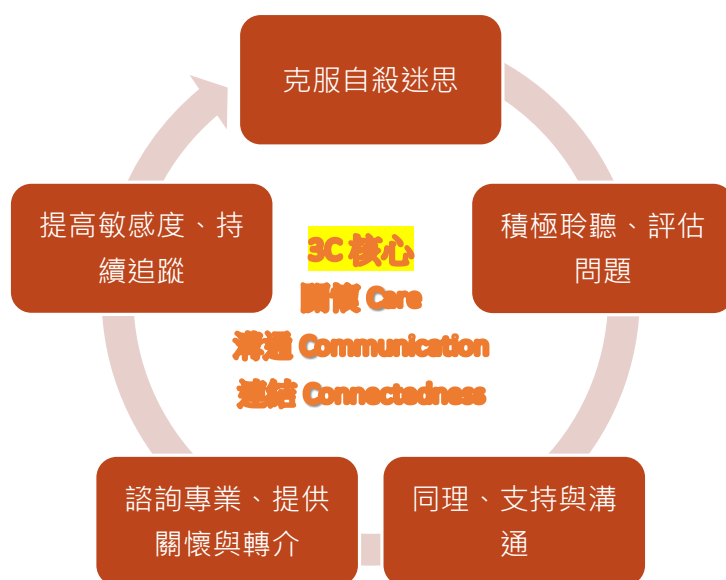 克服自殺迷思
積極聆聽、評估
問題
同理、支持與溝
通
諮詢專業、提供
關懷與轉介
提高敏感度、持
續追蹤
3C 核心
關懷 Care
溝通 Communication
連結 Connectedness